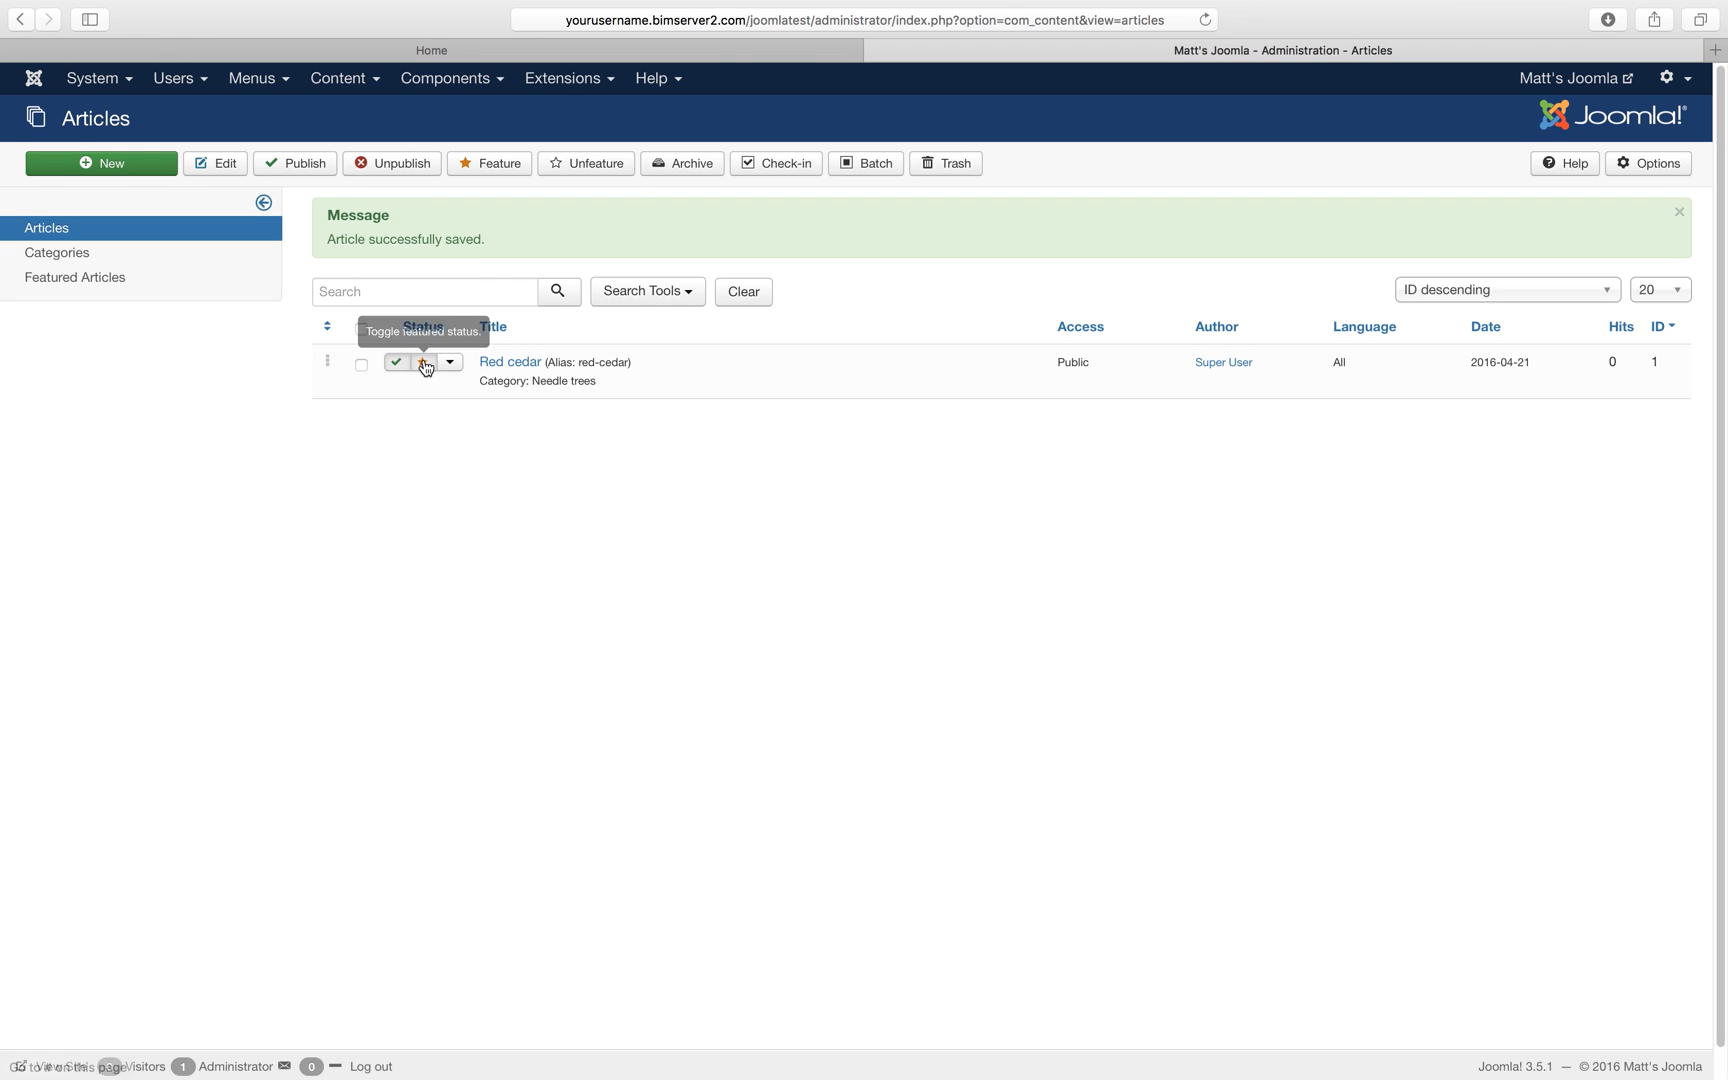 yourusername.bimserver2.com/joomlatest/administrator/index.php?option=com_content&view=articles
Home
Matt's Joomla - Administration - Articles
System Users Menus Content Components Extensions Help Matt's Joomla
Articles
Joomla!®
New Edit Publish Unpublish Feature Unfeature Archive Check-in Batch Trash Help Options
Articles
Categories
Featured Articles
Message
Article successfully saved.
Search Search Tools Clear ID descending 20
Toggle featured status.
Status Title Access Author Language Date Hits ID
Red cedar (Alias: red-cedar) Public Super User All 2016-04-21 0 1
Category: Needle trees
Visitors 1 Administrator 0 Log out
Joomla! 3.5.1 — © 2016 Matt's Joomla